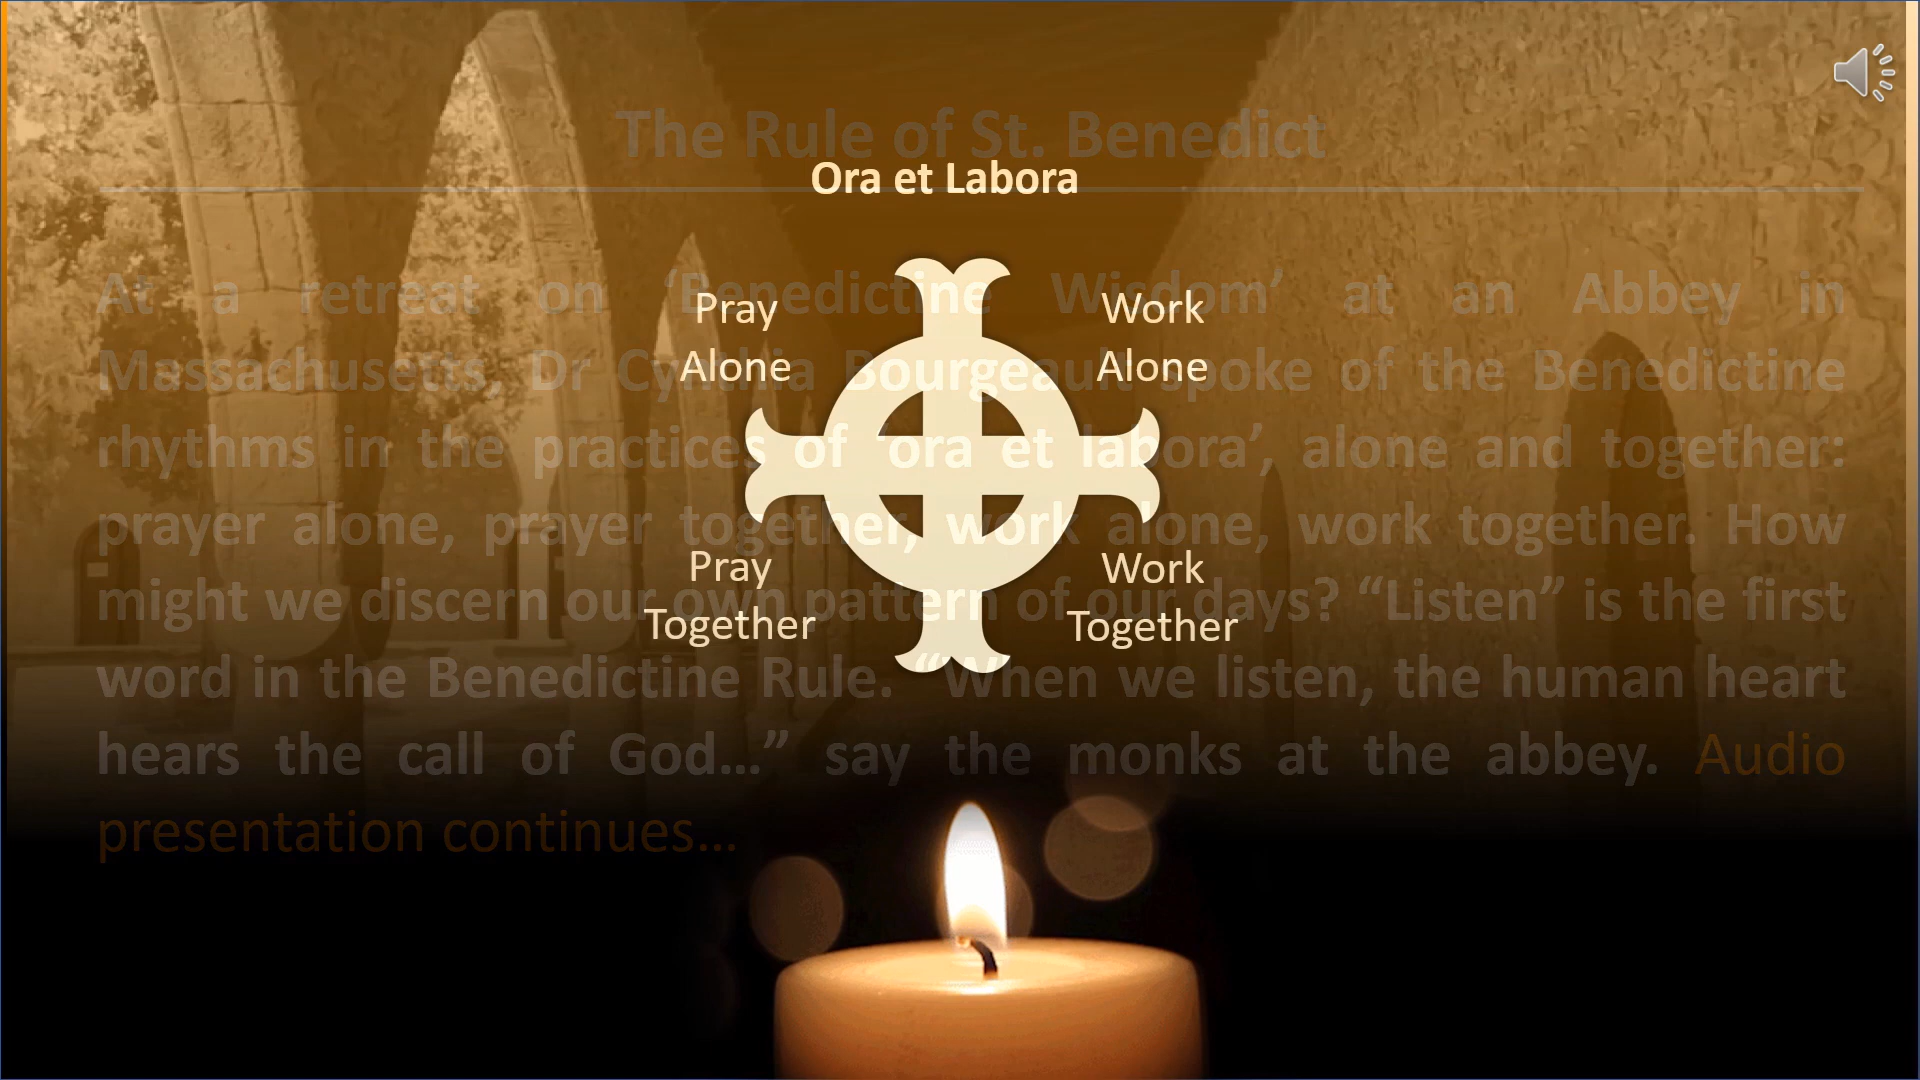 The Rule of St. Benedict
Ora et Labora
Pray
Alone
Work
Alone
Pray
Together
Work
Together
At a retreat on ‘Benedictine Wisdom’ at an Abbey in
Massachusetts, Dr Cynthia Bourgeault spoke of the Benedictine
rhythms in the practices of ‘ora et labora’, alone and together:
prayer alone, prayer together, work alone, work together. How
might we discern our own pattern of our days? “Listen” is the first
word in the Benedictine Rule. “ When we listen, the human heart
hears the call of God…” say the monks at the abbey. Audio
presentation continues…